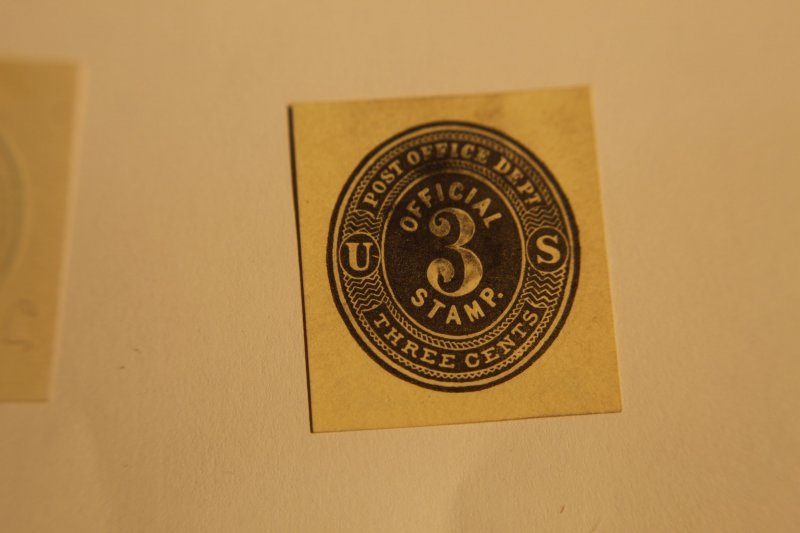 POST OFFICE DEPT
OFFICIAL
U 3 S
STAMP.
THREE CENTS